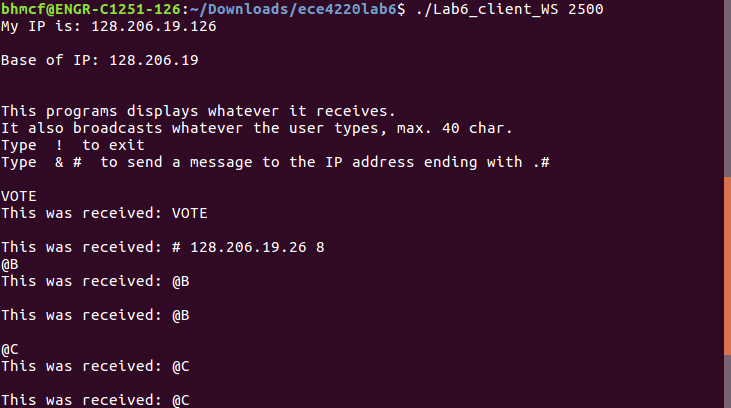 bhmcf@ENGR-C1251-126:~/Downloads/ece4220lab6$ ./Lab6_client_WS 2500
My IP is: 128.206.19.126
Base of IP: 128.206.19
This programs displays whatever it receives.
It also broadcasts whatever the user types, max. 40 char.
Type  !  to exit
Type  & #  to send a message to the IP address ending with .#
VOTE
This was received: VOTE
This was received: # 128.206.19.26 8
@B
This was received: @B
This was received: @B
@C
This was received: @C
This was received: @C